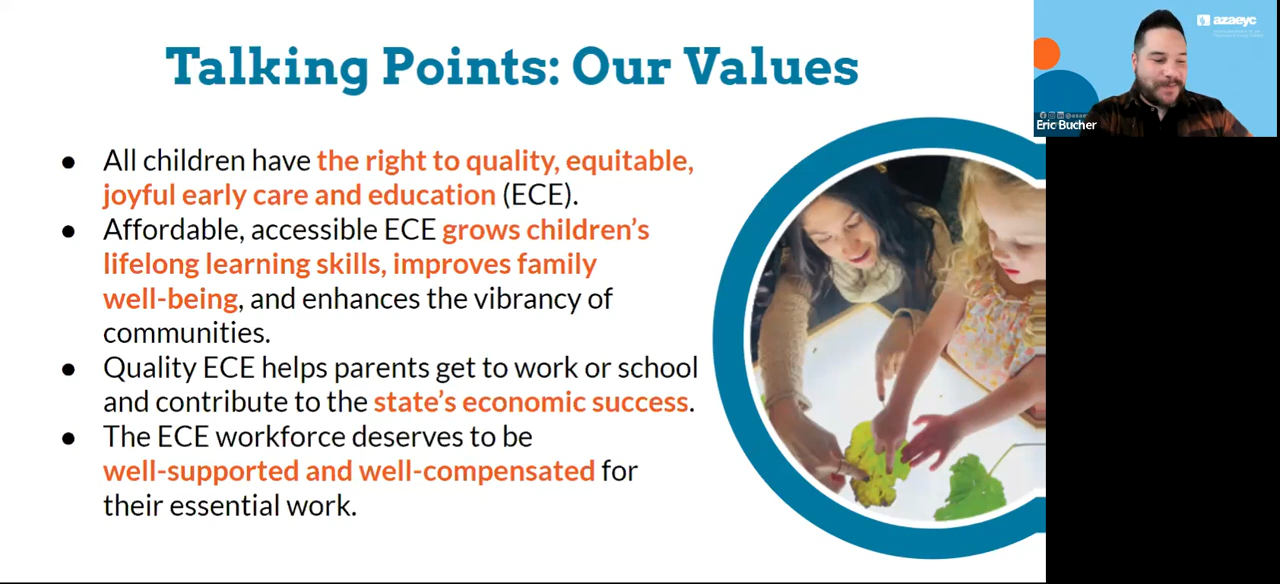 Talking Points: Our Values
● All children have the right to quality, equitable,
joyful early care and education (ECE).
● Affordable, accessible ECE grows children’s
lifelong learning skills, improves family
well-being, and enhances the vibrancy of
communities.
● Quality ECE helps parents get to work or school
and contribute to the state’s economic success.
● The ECE workforce deserves to be
well-supported and well-compensated for
their essential work.
azaeyc
Eric Bucher